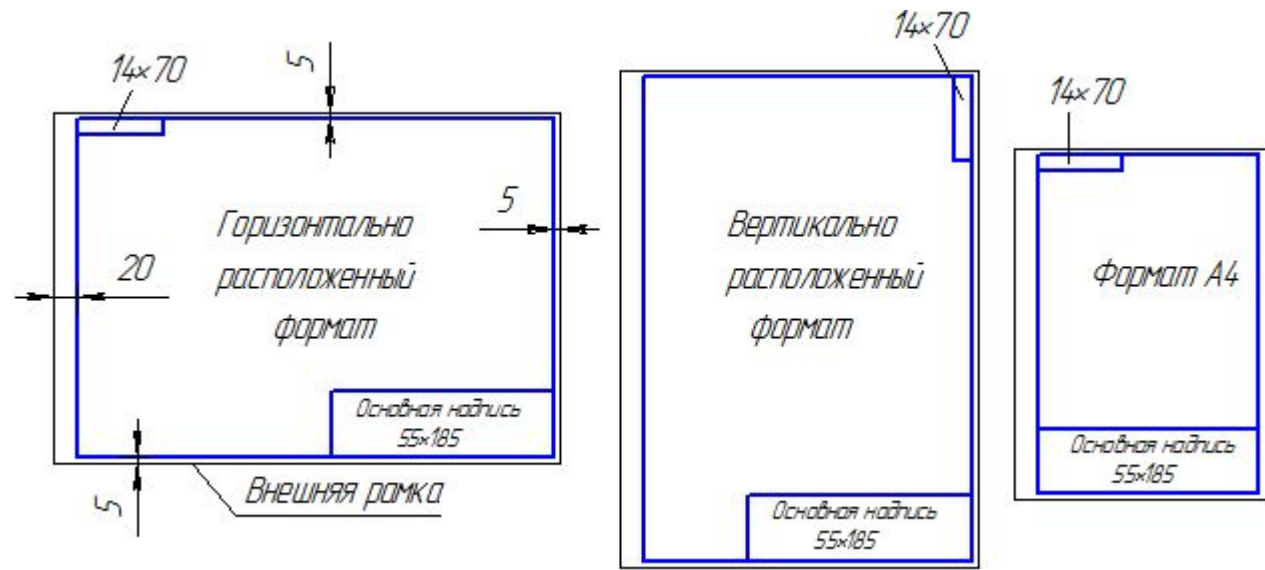 14×70
5
Горизонтально
расположенный
формат
5
20
Основная надпись
55×185
5
Внешняя рамка
14×70
Вертикально
расположенный
формат
Основная надпись
55×185
14×70
Формат А4
Основная надпись
55×185